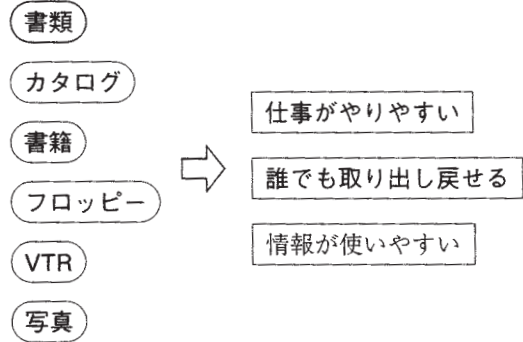 書類
カタログ
書籍
フロッピー
VTR
写真
仕事がやりやすい
誰でも取り出し戻せる
情報が使いやすい